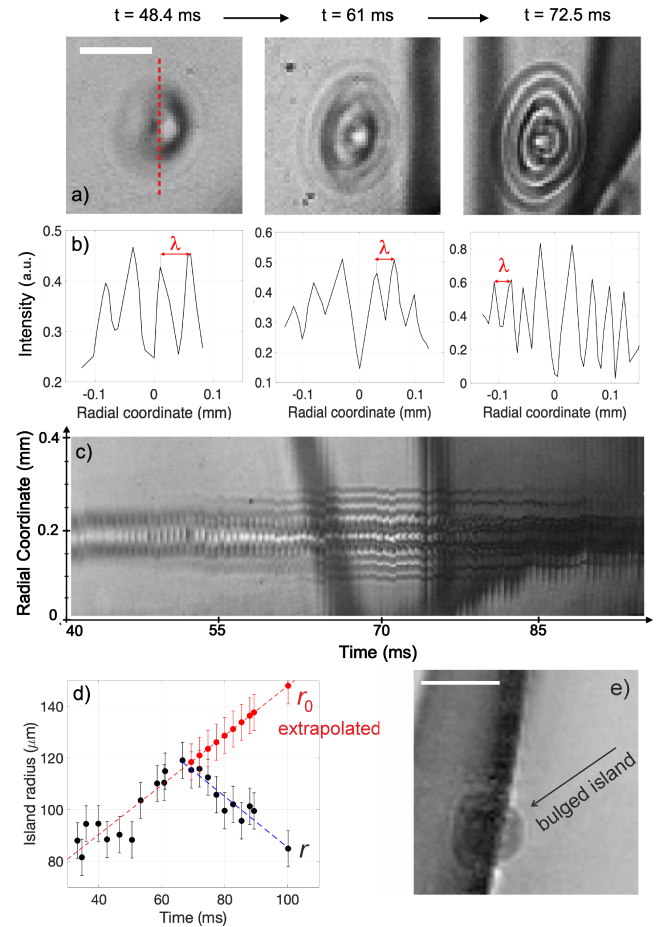 t = 48.4 ms t = 61 ms t = 72.5 ms
a)
b)
Intensity (a.u.)
0.5
0.4
0.3
0.2
λ
-0.1 0 0.1
Radial coordinate (mm)
0.5
0.4
0.3
0.2
0.1
λ
-0.1 0 0.1
Radial coordinate (mm)
0.8
0.6
0.4
0.2
0
λ
-0.1 0 0.1
Radial coordinate (mm)
c)
Radial Coordinate (mm)
0.4
0.2
0
40 55 70 85
Time (ms)
d)
Island radius (μm)
140
120
100
80
r0
extrapolated
r
40 60 80 100
Time (ms)
e)
bulged island